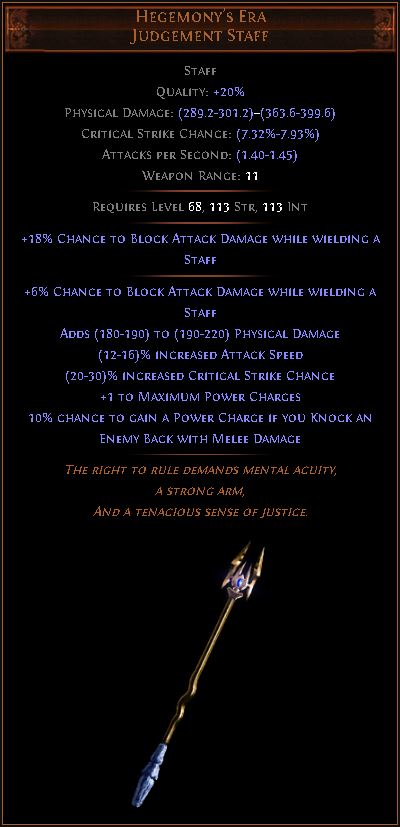 Hegemony's Era
Judgement Staff
Staff
Quality: +20%
Physical Damage: (289.2-301.2)–(363.6-399.6)
Critical Strike Chance: (7.32%-7.93%)
Attacks per Second: (1.40-1.45)
Weapon Range: 11
Requires Level 68, 113 Str, 113 Int
+18% Chance to Block Attack Damage while wielding a
Staff
+6% Chance to Block Attack Damage while wielding a
Staff
Adds (180-190) to (190-220) Physical Damage
(12-16)% increased Attack Speed
(20-30)% increased Critical Strike Chance
+1 to Maximum Power Charges
10% chance to gain a Power Charge if you Knock an
Enemy Back with Melee Damage
The right to rule demands mental acuity,
a strong arm,
And a tenacious sense of justice.